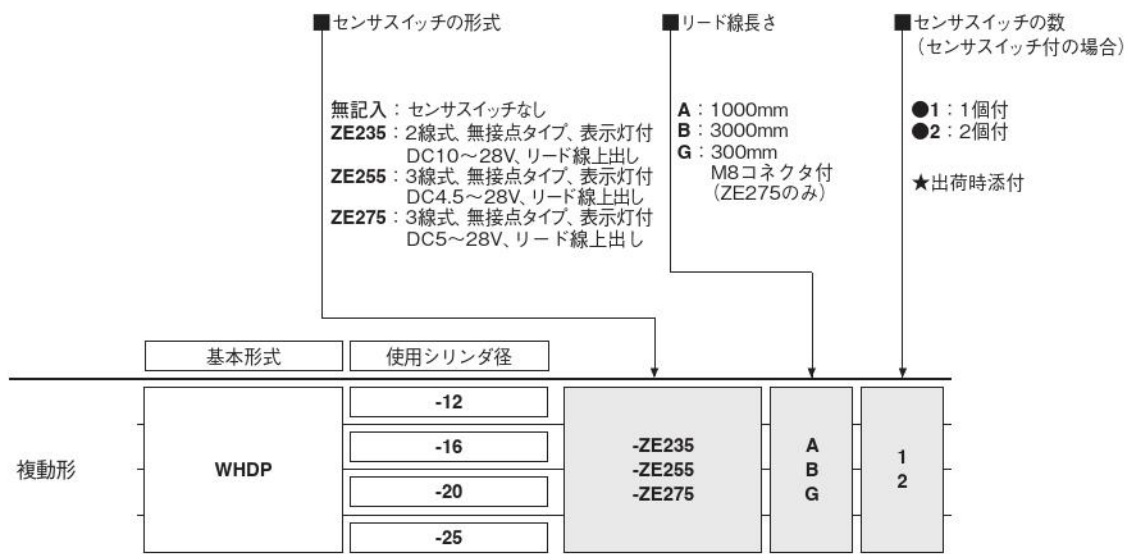 ■センサスイッチの形式
無記入：センサスイッチなし
ZE235：2線式、無接点タイプ、表示灯付
DC10～28V、リード線上出し
ZE255：3線式、無接点タイプ、表示灯付
DC4.5～28V、リード線上出し
ZE275：3線式、無接点タイプ、表示灯付
DC5～28V、リード線上出し
■リード線長さ
A：1000mm
B：3000mm
G：300mm
M8コネクタ付
（ZE275のみ）
■センサスイッチの数
（センサスイッチ付の場合）
●1：1個付
●2：2個付
★出荷時添付
基本形式
使用シリンダ径
複動形
WHDP
-12
-16
-20
-25
-ZE235
-ZE255
-ZE275
A
B
G
1
2